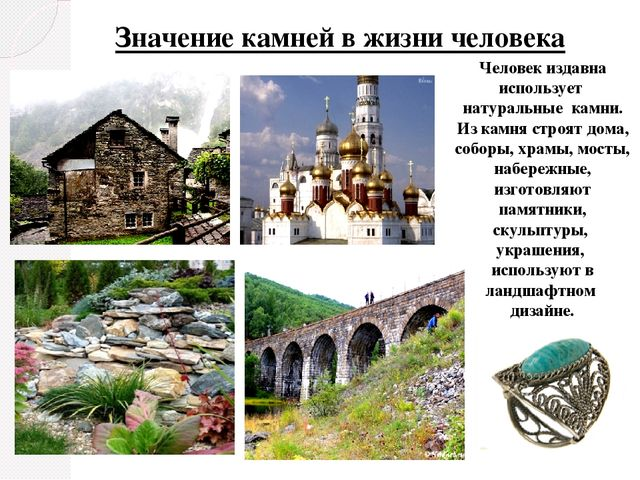 Значение камней в жизни человека
Человек издавна
использует
натуральные камни.
Из камня строят дома,
соборы, храмы, мосты,
набережные,
изготовляют
памятники,
скульптуры,
украшения,
используют в
ландшафтном
дизайне.